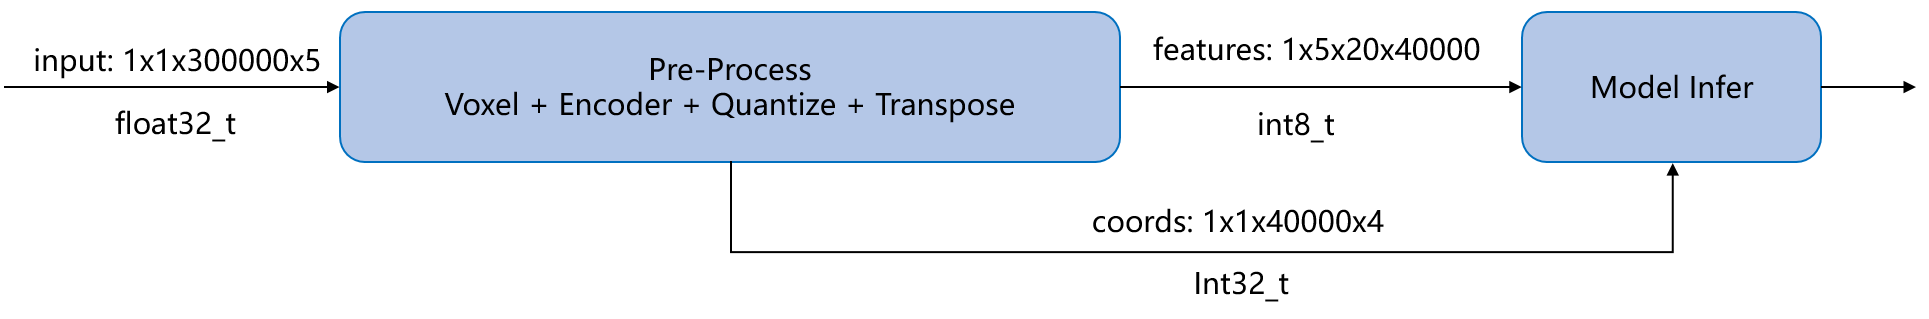 input: 1x1x300000x5
float32_t
Pre-Process
Voxel + Encoder + Quantize + Transpose
features: 1x5x20x40000
int8_t
Model Infer
coords: 1x1x40000x4
Int32_t